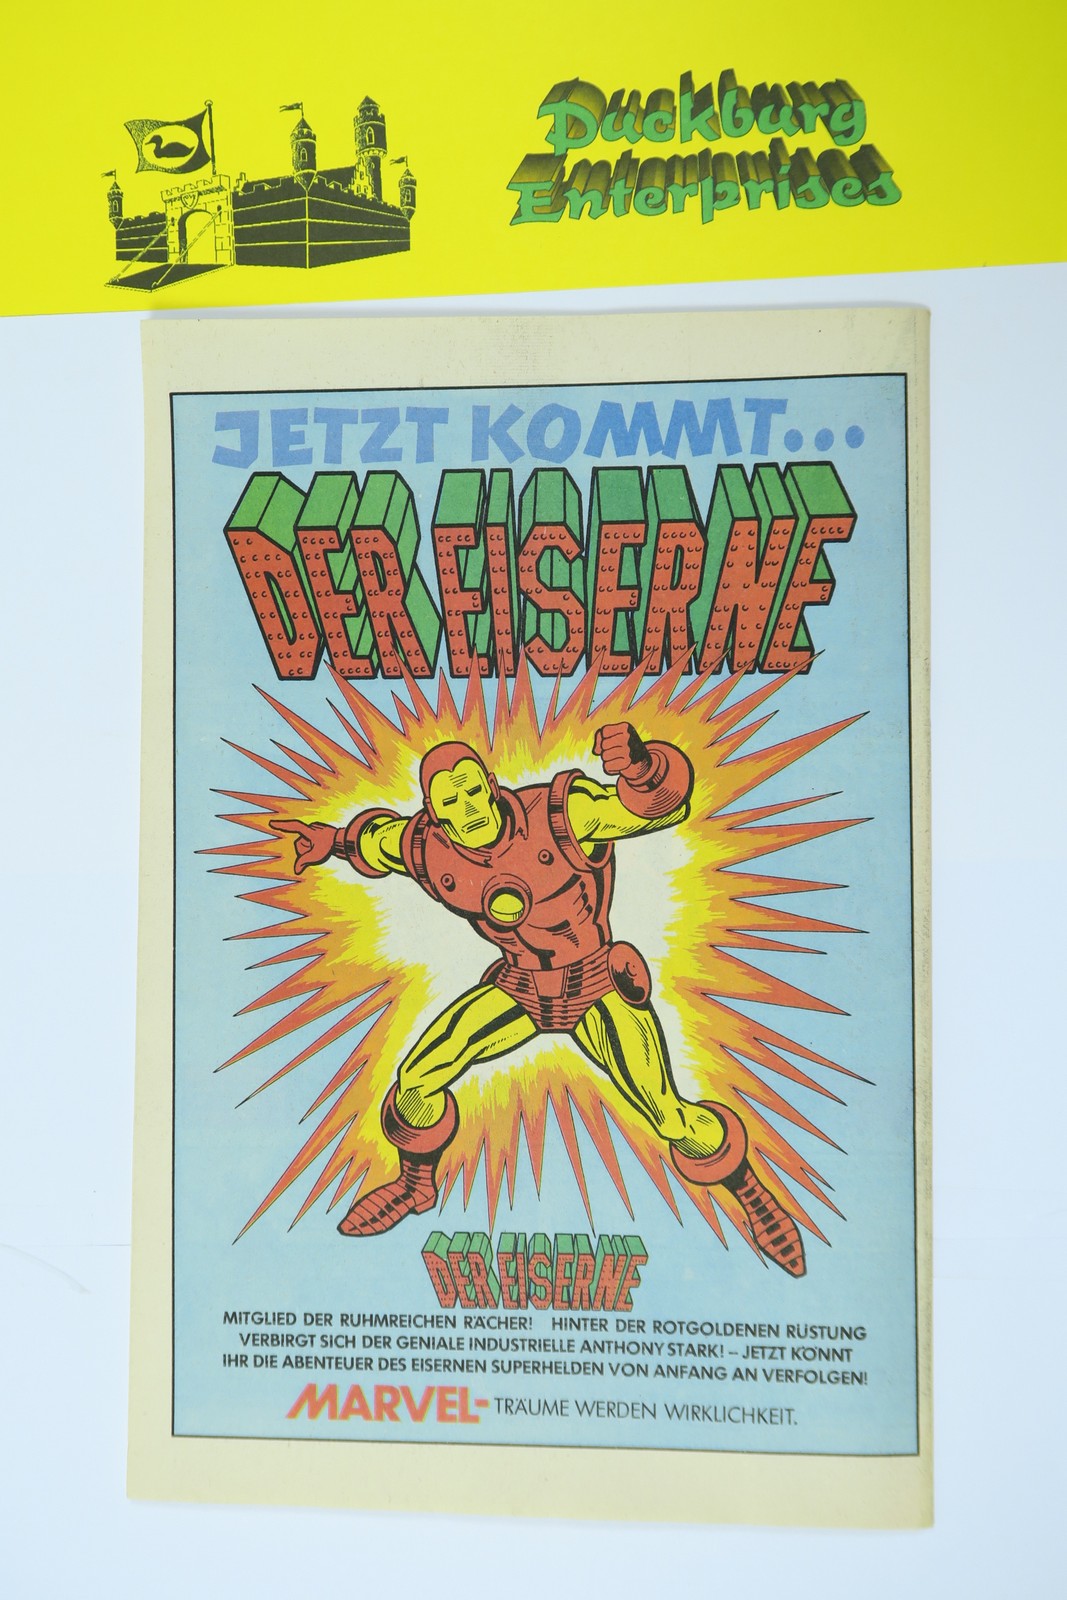 Duckburg
Enterprises
JETZT KOMMT...
DER EISERNE
DER EISERNE
MITGLIED DER RUHMREICHEN RÄCHER! HINTER DER ROTGOLDENEN RÜSTUNG
VERBIRGT SICH DER GENIALE INDUSTRIELLE ANTHONY STARK! – JETZT KÖNNT
IHR DIE ABENTEUER DES EISERNEN SUPERHELDEN VON ANFANG AN VERFOLGEN!
MARVEL- TRÄUME WERDEN WIRKLICHKEIT.